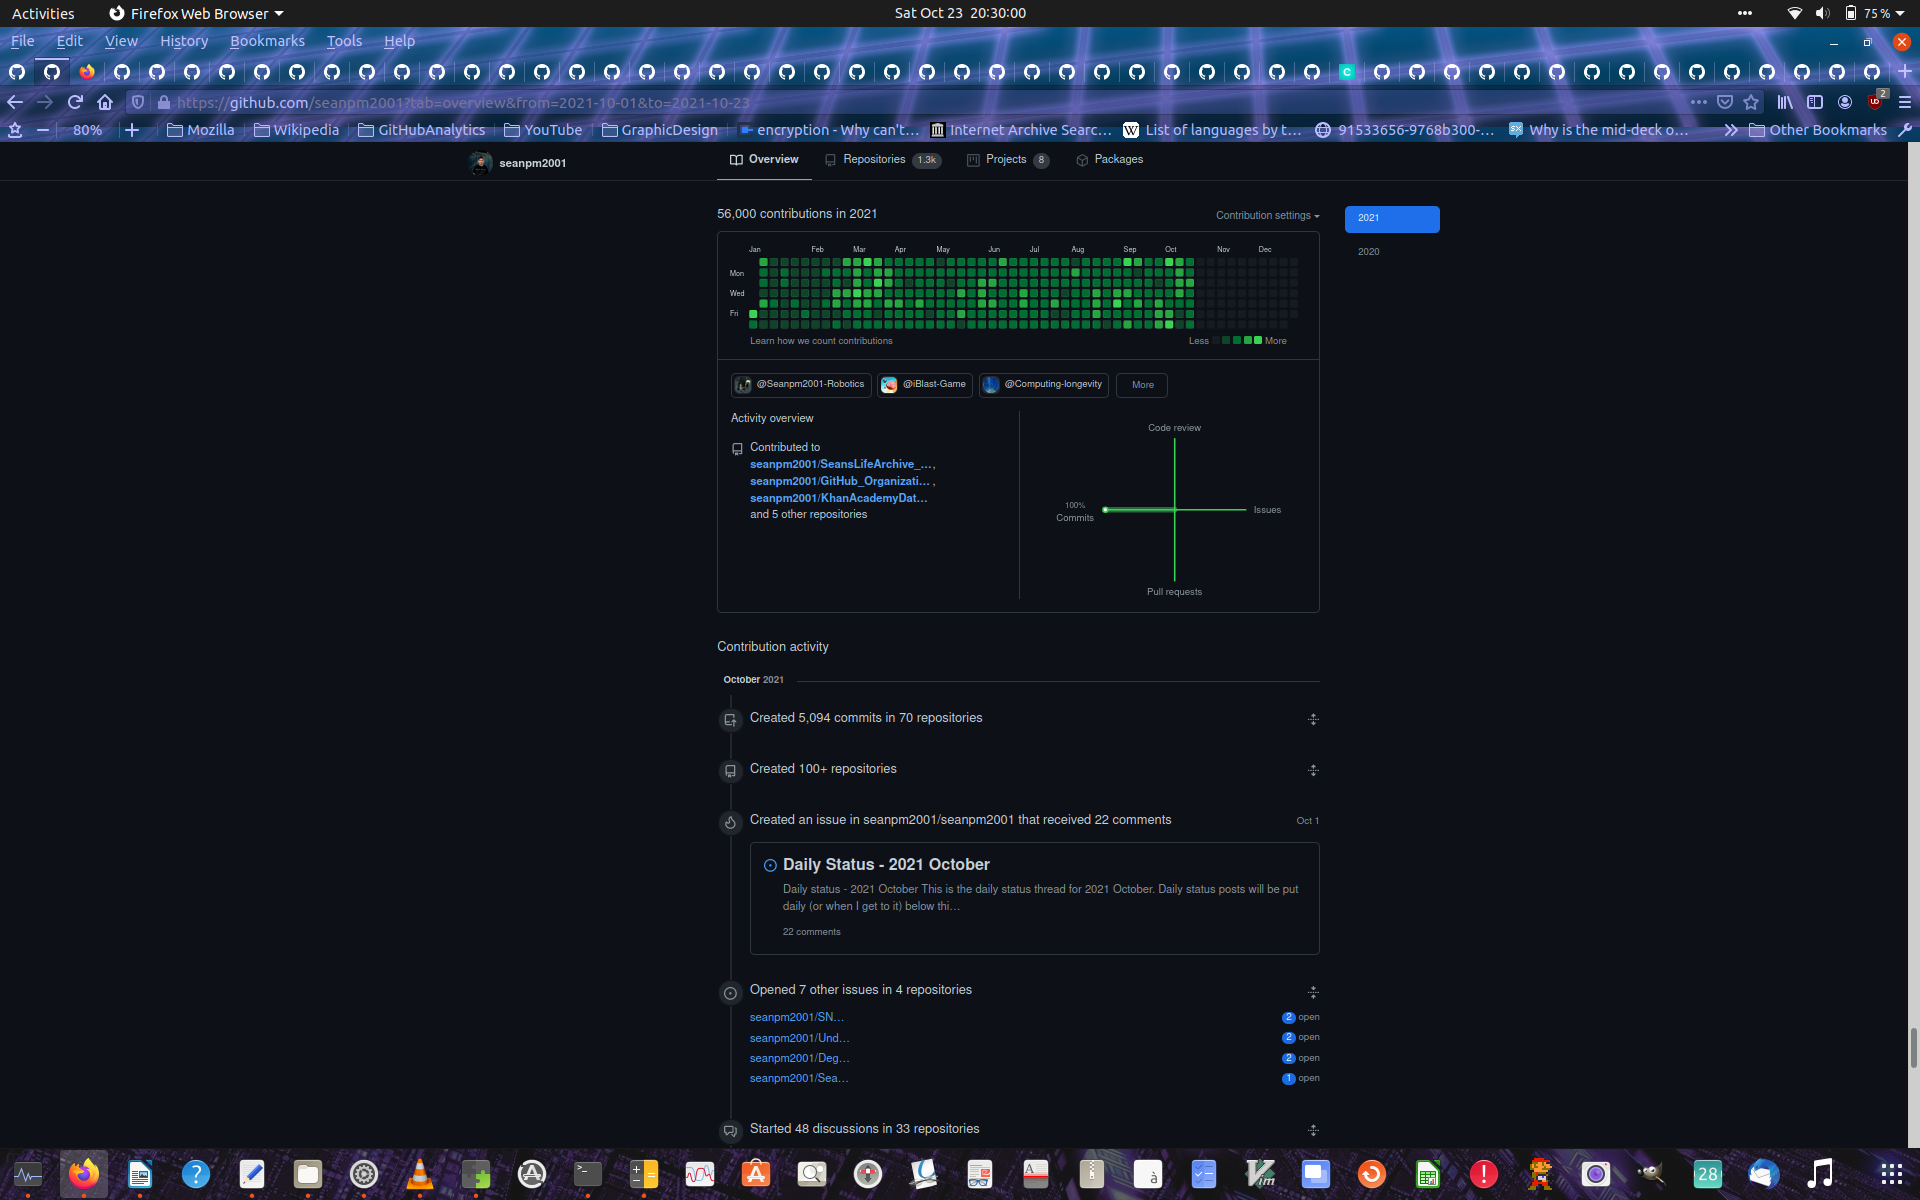 Activities Firefox Web Browser Sat Oct 23 20:30:00 75 %
File Edit View History Bookmarks Tools Help
https://github.com/seanpm2001?tab=overview&from=2021-10-01&to=2021-10-23 2
80% Mozilla Wikipedia GitHubAnalytics YouTube GraphicDesign encryption - Why can't… Internet Archive Searc… List of languages by t… 91533656-9768b300-… Why is the mid-deck o… Other Bookmarks
seanpm2001 Overview Repositories 1.3k Projects 8 Packages
56,000 contributions in 2021 Contribution settings 2021
2020
Jan Feb Mar Apr May Jun Jul Aug Sep Oct Nov Dec
Mon
Wed
Fri
Learn how we count contributions Less More
@Seanpm2001-Robotics @iBlast-Game @Computing-longevity More
Activity overview
Contributed to
seanpm2001/SeansLifeArchive_… ,
seanpm2001/GitHub_Organizati… ,
seanpm2001/KhanAcademyDat…
and 5 other repositories
Code review
100%
Commits
Issues
Pull requests
Contribution activity
October 2021
Created 5,094 commits in 70 repositories
Created 100+ repositories
Created an issue in seanpm2001/seanpm2001 that received 22 comments Oct 1
Daily Status - 2021 October
Daily status - 2021 October This is the daily status thread for 2021 October. Daily status posts will be put
daily (or when I get to it) below thi…
22 comments
Opened 7 other issues in 4 repositories
seanpm2001/SN… 2 open
seanpm2001/Und… 2 open
seanpm2001/Deg… 2 open
seanpm2001/Sea… 1 open
Started 48 discussions in 33 repositories
28